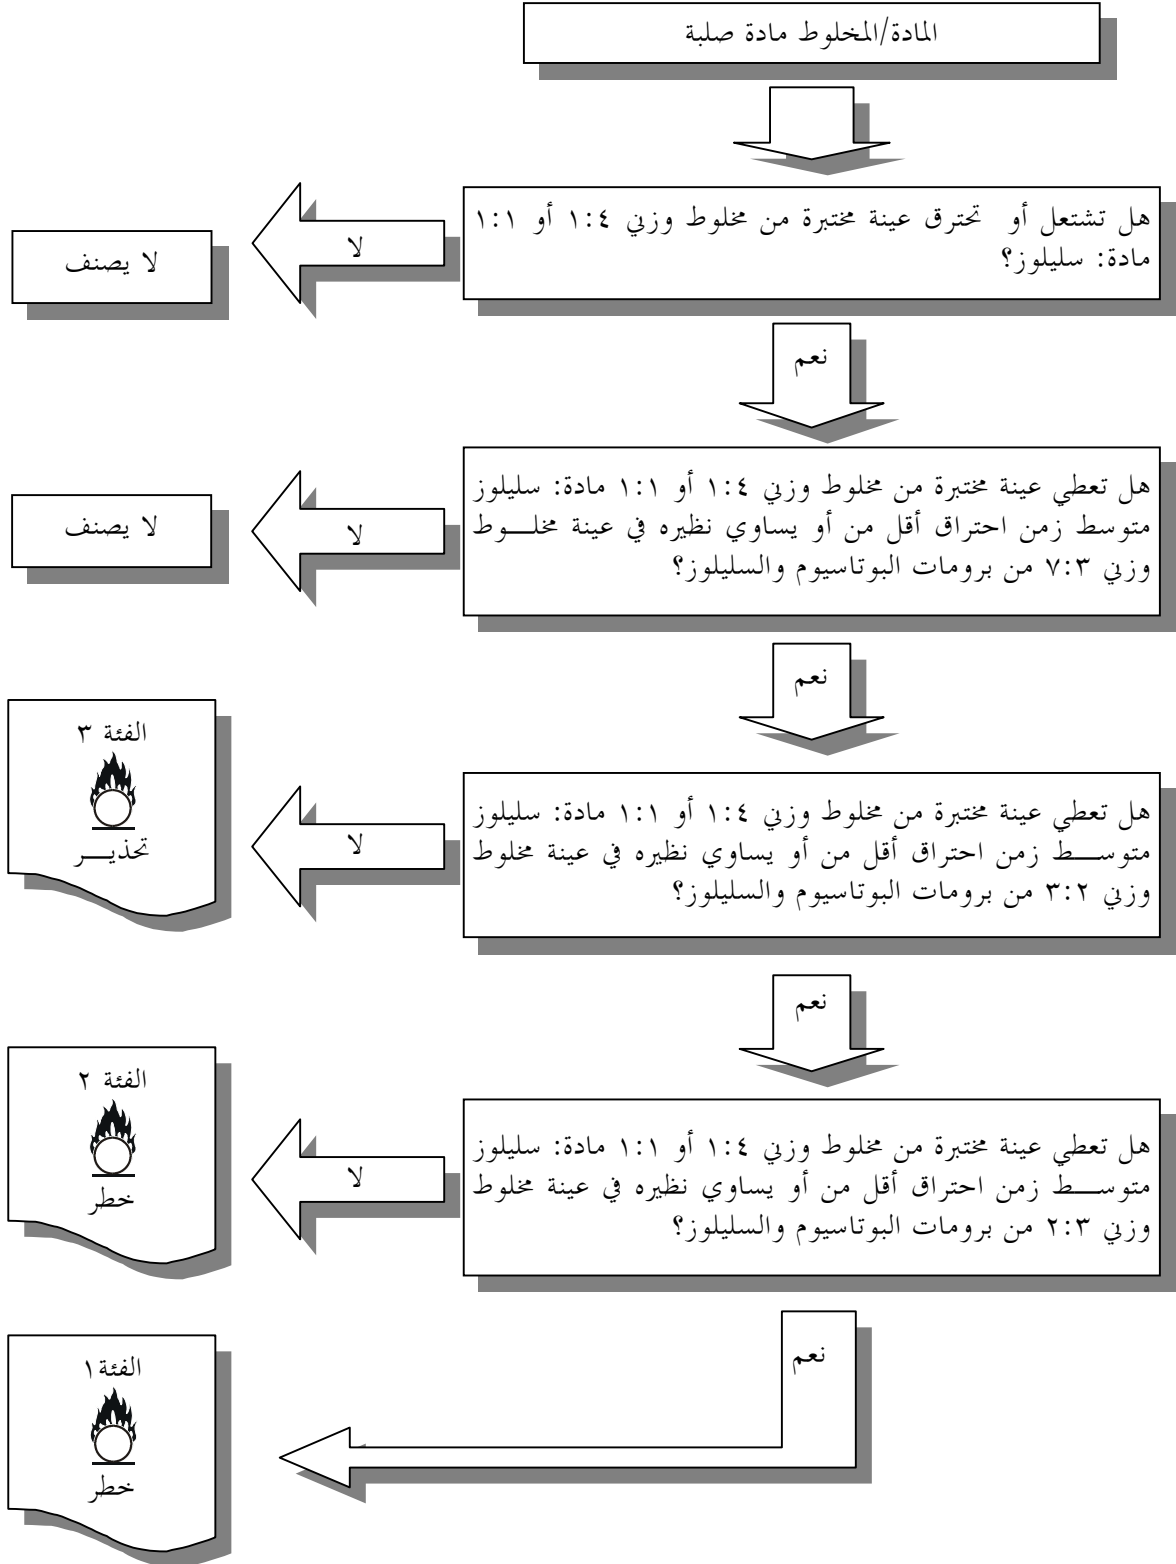 المادة/المخلوط مادة صلبة
هل تشتعل أو تحترق عينة مختبرة من مخلوط وزني ١:٤ أو ١:١
مادة: سليلوز؟
لا
لا يصنف
نعم
هل تعطي عينة مختبرة من مخلوط وزني ١:٤ أو ١:١ مادة: سليلوز
متوسط زمن احتراق أقل من أو يساوي نظيره في عينة مخلـــوط
وزني ٧:٣ من برومات البوتاسيوم والسليلوز؟
لا
لا يصنف
نعم
هل تعطي عينة مختبرة من مخلوط وزني ١:٤ أو ١:١ مادة: سليلوز
متوســـط زمن احتراق أقل من أو يساوي نظيره في عينة مخلوط
وزني ٣:٢ من برومات البوتاسيوم والسليلوز؟
لا
الفئة ٣
تحذيـــر
نعم
هل تعطي عينة مختبرة من مخلوط وزني ١:٤ أو ١:١ مادة: سليلوز
متوســـط زمن احتراق أقل من أو يساوي نظيره في عينة مخلوط
وزني ٢:٣ من برومات البوتاسيوم والسليلوز؟
لا
الفئة ٢
خطر
نعم
الفئة١
خطر